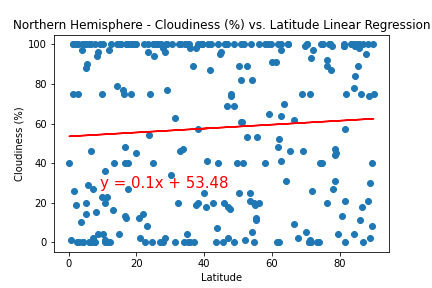 Northern Hemisphere - Cloudiness (%) vs. Latitude Linear Regression
100
80
60
40
20
0
Cloudiness (%)
y = 0.1x + 53.48
0 20 40 60 80
Latitude